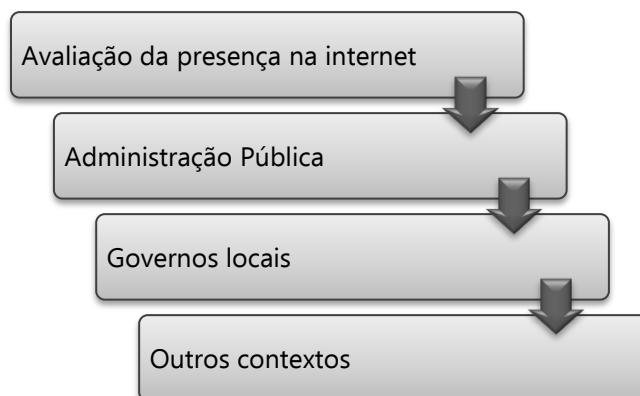 Avaliação da presença na internet
Administração Pública
Governos locais
Outros contextos